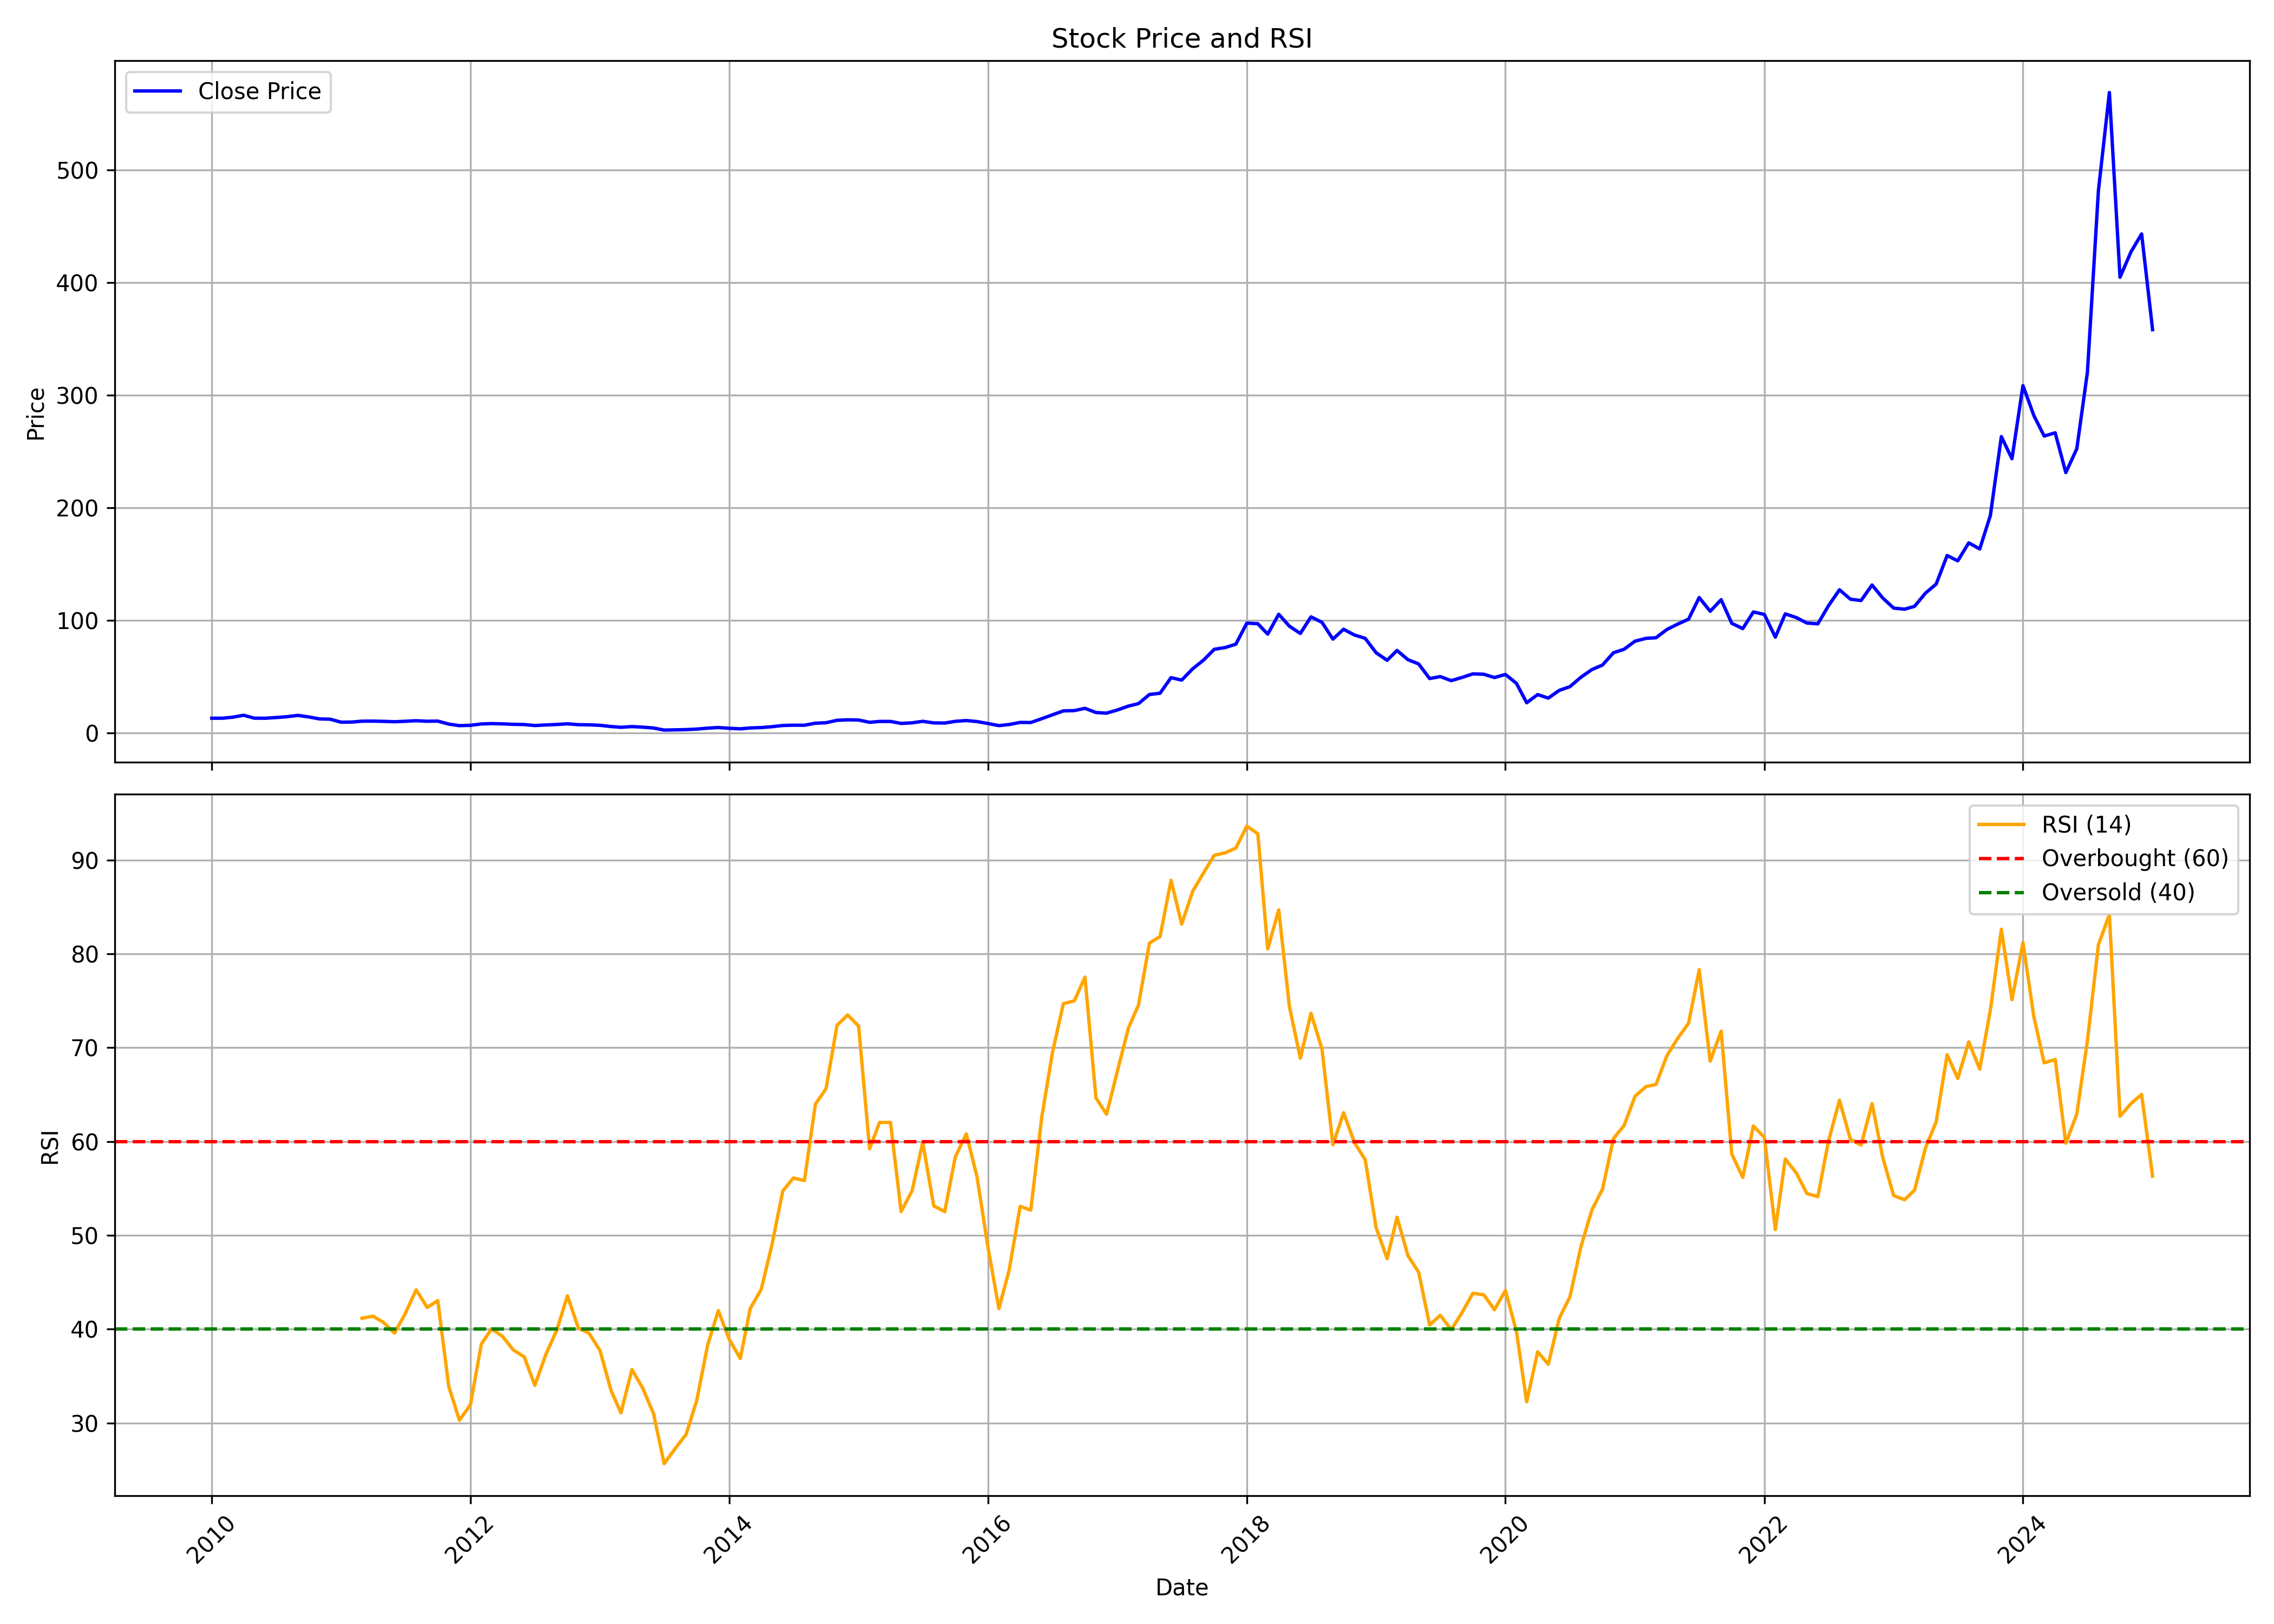 Stock Price and RSI
Close Price
Price
500
400
300
200
100
0
RSI (14)
Overbought (60)
Oversold (40)
RSI
90
80
70
60
50
40
30
2010
2012
2014
2016
2018
2020
2022
2024
Date